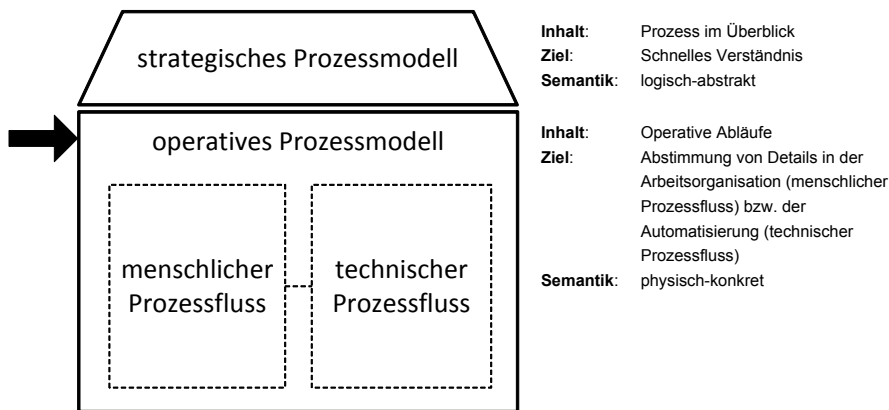 strategisches Prozessmodell
operatives Prozessmodell
menschlicher
Prozessfluss
technischer
Prozessfluss
Inhalt: Prozess im Überblick
Ziel: Schnelles Verständnis
Semantik: logisch-abstrakt
Inhalt: Operative Abläufe
Ziel: Abstimmung von Details in der
Arbeitsorganisation (menschlicher
Prozessfluss) bzw. der
Automatisierung (technischer
Prozessfluss)
Semantik: physisch-konkret